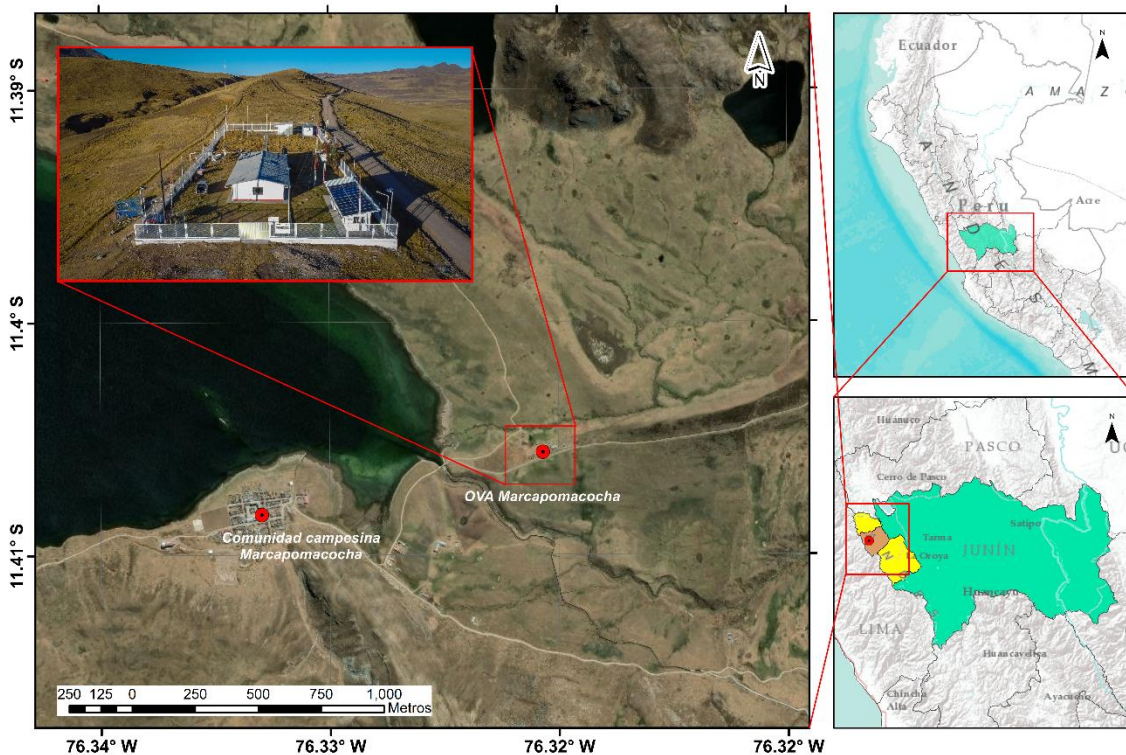 11.39° S
11.4° S
11.41° S
76.34° W
76.33° W
76.32° W
76.32° W
N
OVA Marcapomacocha
Comunidad campesina
Marcapomacocha
250 125 0 250 500 750 1,000
Metros
N
Ecuador
A M A Z
A N D E S
Peru
Acre
M
N
Huánuco
PASCO
Cerro de Pasco
Satipo
Tarma
JUNÍN
La Oroya
N
Huancayo
LIMA
Huancavelica
Chincha
Alta
Ayacucho